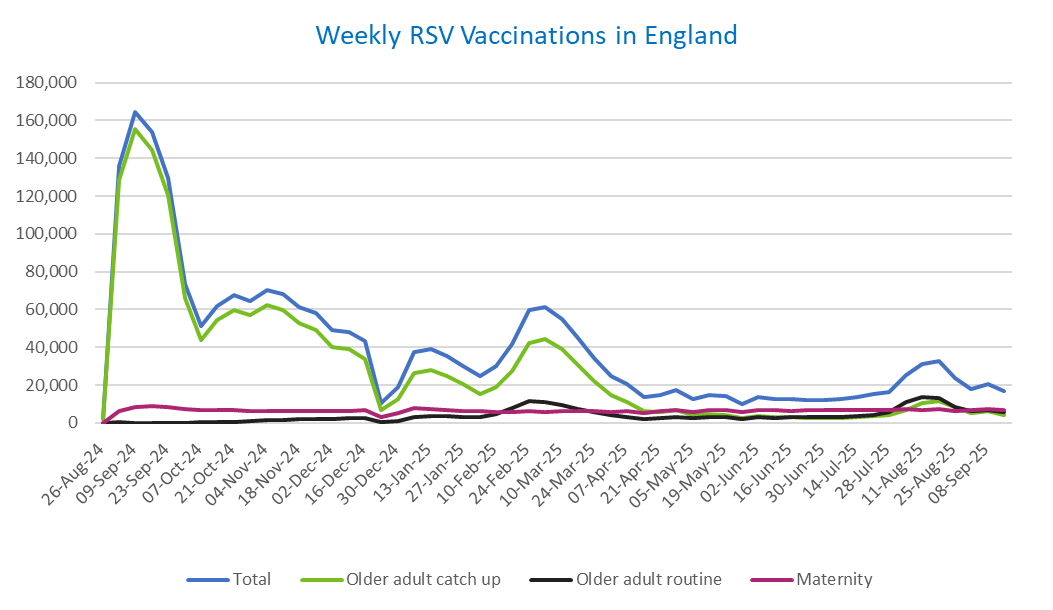 Weekly RSV Vaccinations in England
180,000
160,000
140,000
120,000
100,000
80,000
60,000
40,000
20,000
0
26-Aug-24
09-Sep-24
23-Sep-24
07-Oct-24
21-Oct-24
04-Nov-24
18-Nov-24
02-Dec-24
16-Dec-24
30-Dec-24
13-Jan-25
27-Jan-25
10-Feb-25
24-Feb-25
10-Mar-25
24-Mar-25
07-Apr-25
21-Apr-25
05-May-25
19-May-25
02-Jun-25
16-Jun-25
30-Jun-25
14-Jul-25
28-Jul-25
11-Aug-25
25-Aug-25
08-Sep-25
Total Older adult catch up Older adult routine Maternity